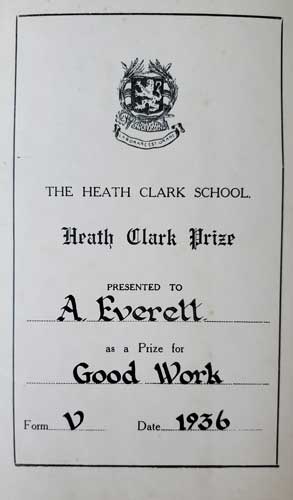 THE HEATH CLARK SCHOOL.
Heath Clark Prize
PRESENTED TO
A Everett
as a Prize for
Good Work
Form V Date 1936